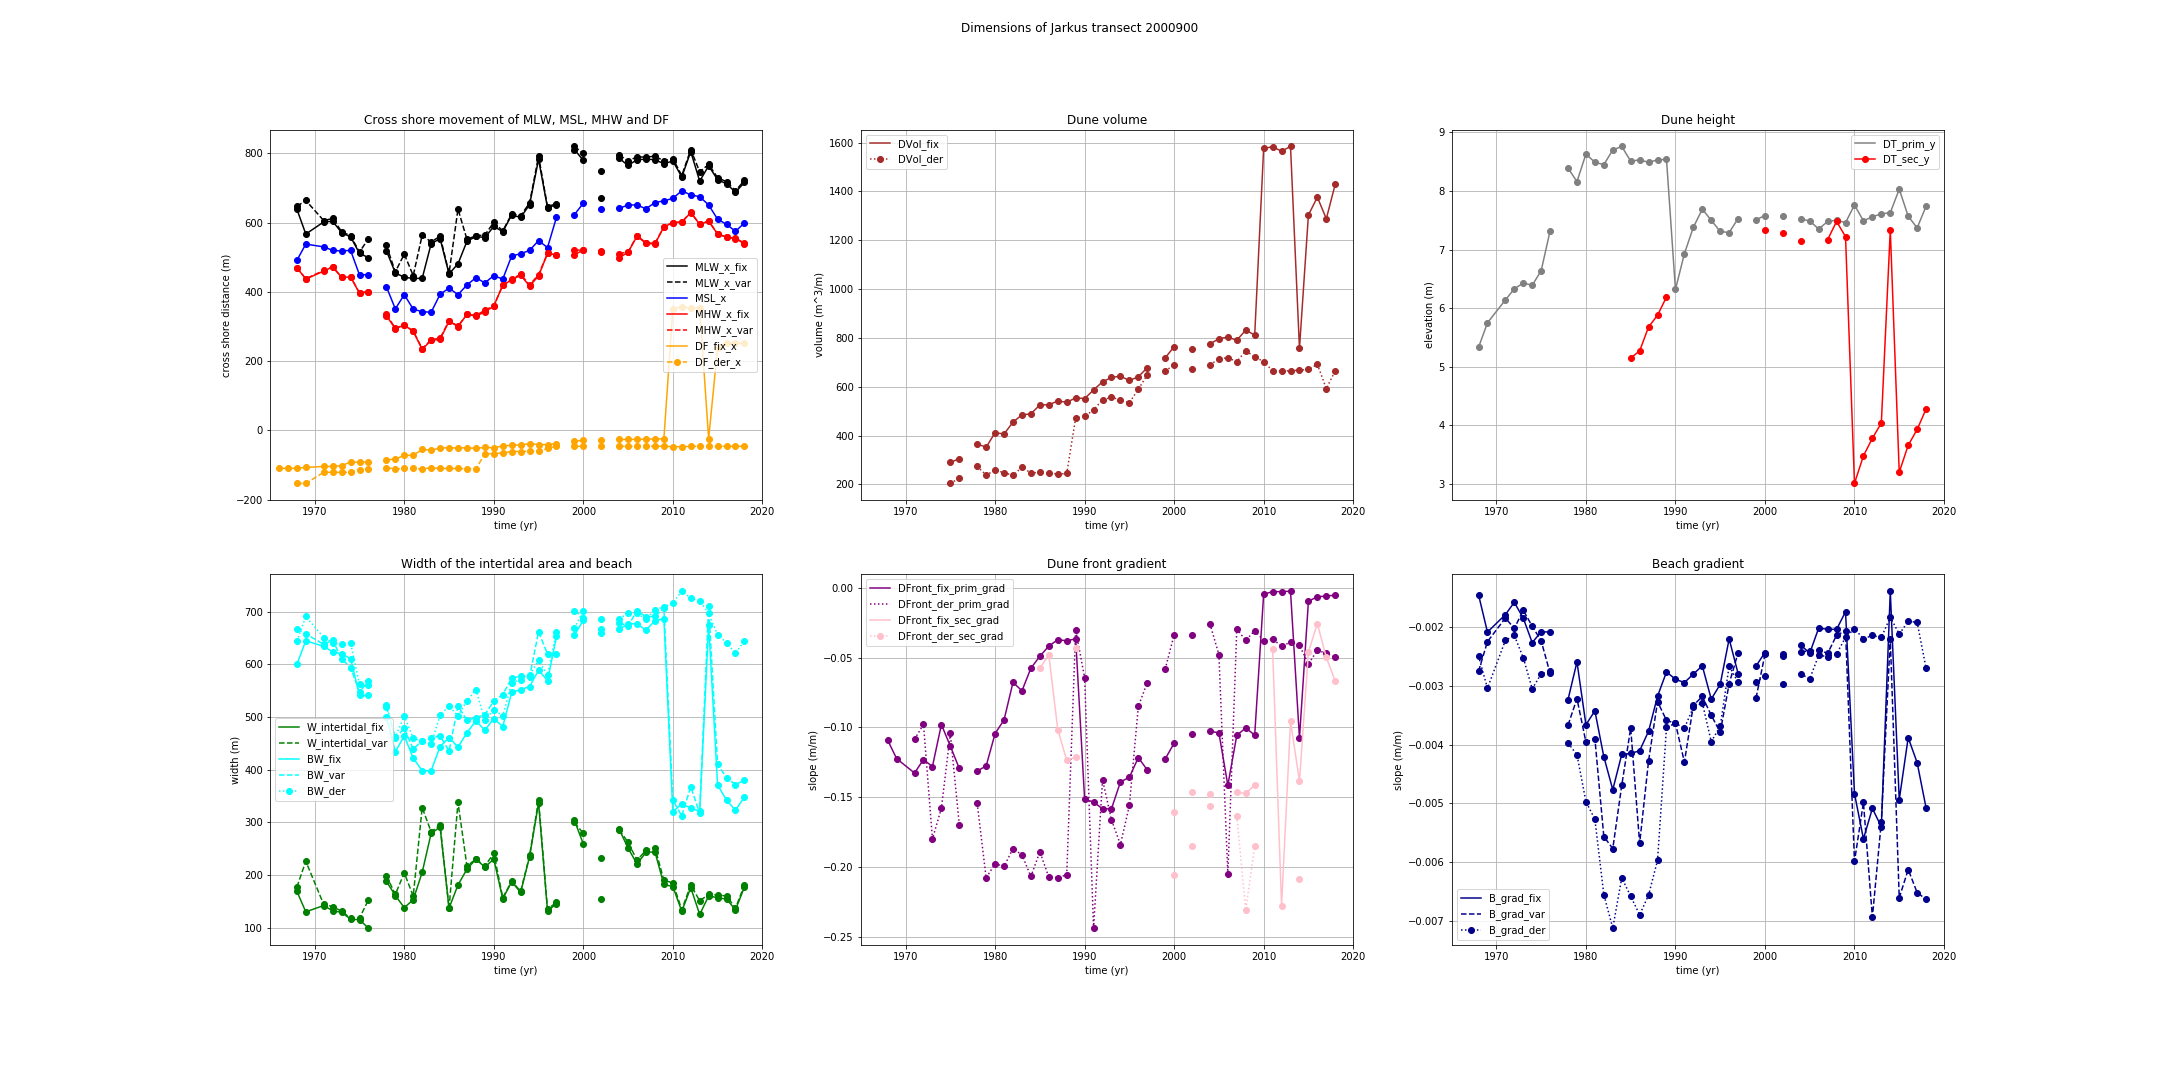 Dimensions of Jarkus transect 2000900
Cross shore movement of MLW, MSL, MHW and DF
cross shore distance (m)
800
600
400
200
0
−200
MLW_x_fix
MLW_x_var
MSL_x
MHW_x_fix
MHW_x_var
DF_fix_x
DF_der_x
1970 1980 1990 2000 2010 2020
time (yr)
Dune volume
volume (m^3/m)
1600
1400
1200
1000
800
600
400
200
DVol_fix
DVol_der
1970 1980 1990 2000 2010 2020
time (yr)
Dune height
elevation (m)
9
8
7
6
5
4
3
DT_prim_y
DT_sec_y
1970 1980 1990 2000 2010 2020
time (yr)
Width of the intertidal area and beach
width (m)
700
600
500
400
300
200
100
W_intertidal_fix
W_intertidal_var
BW_fix
BW_var
BW_der
1970 1980 1990 2000 2010 2020
time (yr)
Dune front gradient
slope (m/m)
0.00
−0.05
−0.10
−0.15
−0.20
−0.25
DFront_fix_prim_grad
DFront_der_prim_grad
DFront_fix_sec_grad
DFront_der_sec_grad
1970 1980 1990 2000 2010 2020
time (yr)
Beach gradient
slope (m/m)
−0.002
−0.003
−0.004
−0.005
−0.006
−0.007
B_grad_fix
B_grad_var
B_grad_der
1970 1980 1990 2000 2010 2020
time (yr)